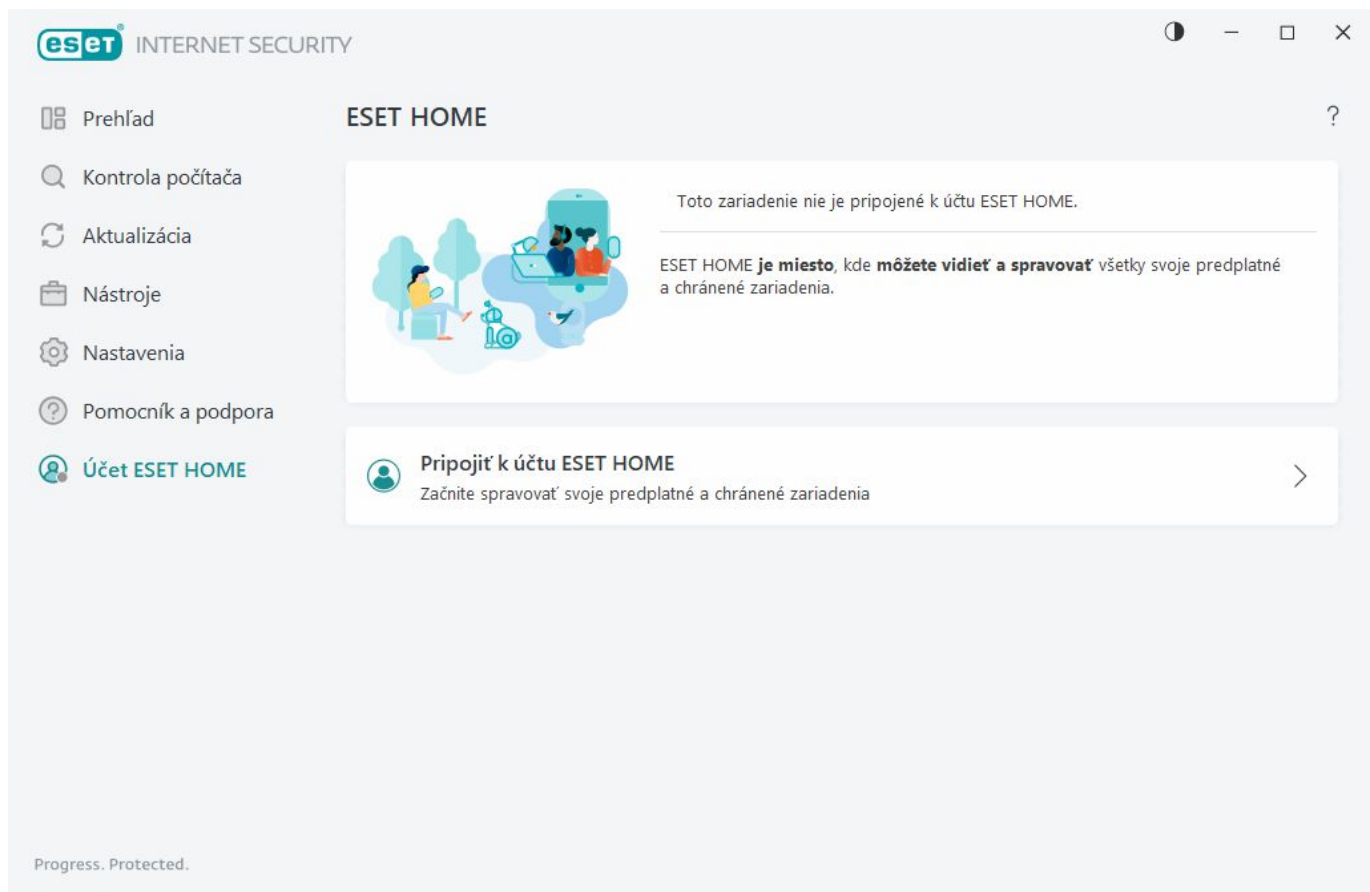 eset INTERNET SECURITY
Prehľad
Kontrola počítača
Aktualizácia
Nástroje
Nastavenia
Pomocník a podpora
Účet ESET HOME
ESET HOME
?
Toto zariadenie nie je pripojené k účtu ESET HOME.
ESET HOME je miesto, kde môžete vidieť a spravovať všetky svoje predplatné
a chránené zariadenia.
Pripojiť k účtu ESET HOME
Začnite spravovať svoje predplatné a chránené zariadenia
Progress. Protected.